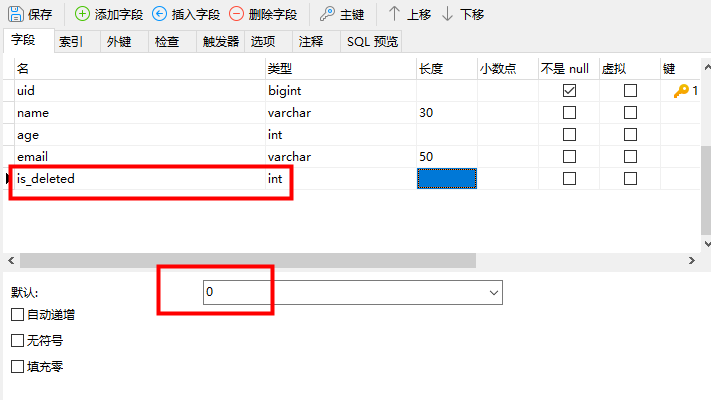 保存 添加字段 插入字段 删除字段 主键 上移 下移
字段 索引 外键 检查 触发器 选项 注释 SQL 预览
名 类型 长度 小数点 不是 null 虚拟 键
uid bigint 1
name varchar 30
age int
email varchar 50
is_deleted int
默认: 0
自动递增
无符号
填充零